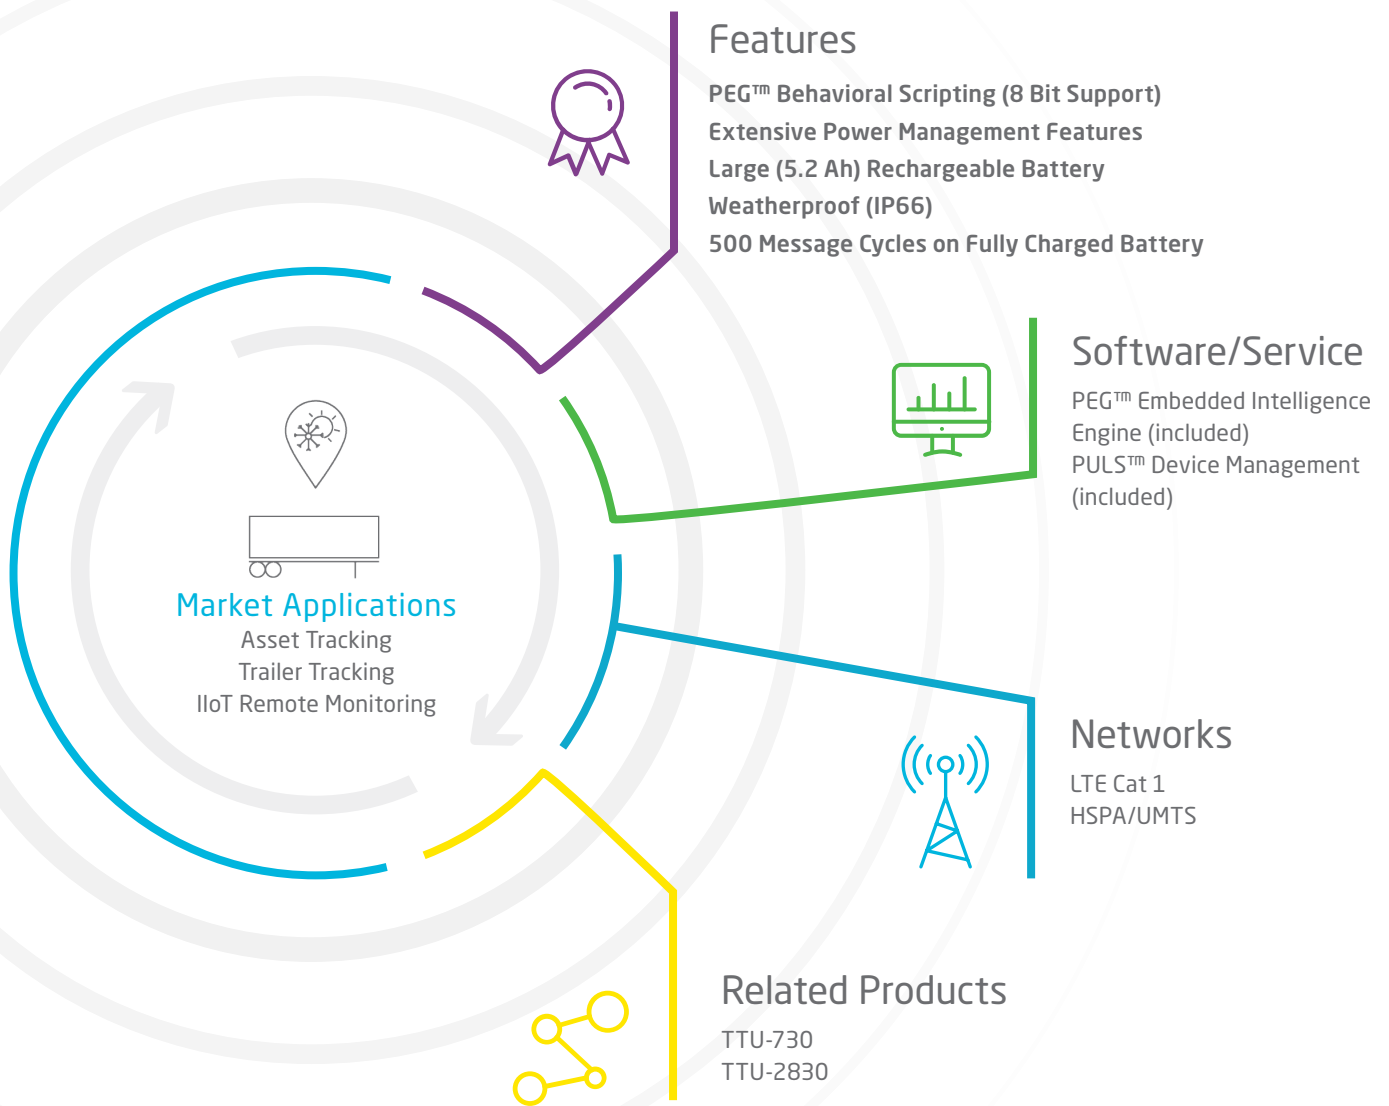 Features
PEG™ Behavioral Scripting (8 Bit Support)
Extensive Power Management Features
Large (5.2 Ah) Rechargeable Battery
Weatherproof (IP66)
500 Message Cycles on Fully Charged Battery
Software/Service
PEG™ Embedded Intelligence
Engine (included)
PULS™ Device Management
(included)
Market Applications
Asset Tracking
Trailer Tracking
IIoT Remote Monitoring
Networks
LTE Cat 1
HSPA/UMTS
Related Products
TTU-730
TTU-2830